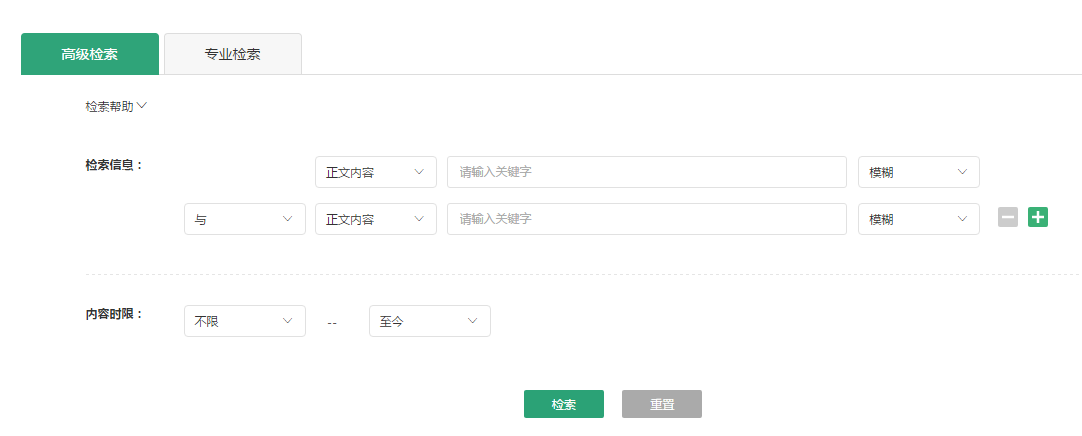 高级检索 专业检索
检索帮助
检索信息： 正文内容 请输入关键字 模糊
与 正文内容 请输入关键字 模糊
内容时限： 不限 -- 至今
检索 重置